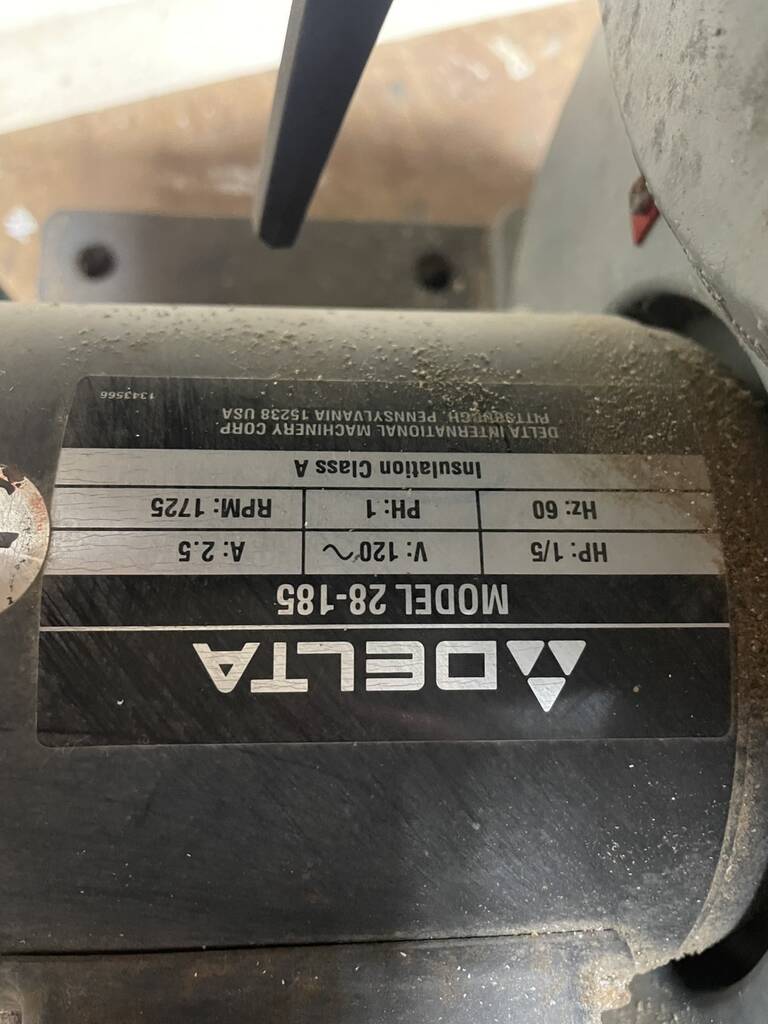 DELTA
MODEL 28-185
HP: 1/5 V: 120∼ A: 2.5
Hz: 60 PH: 1 RPM: 1725
Insulation Class A
DELTA INTERNATIONAL MACHINERY CORP
PITTSBURGH, PENNSYLVANIA 15238 USA
1343566